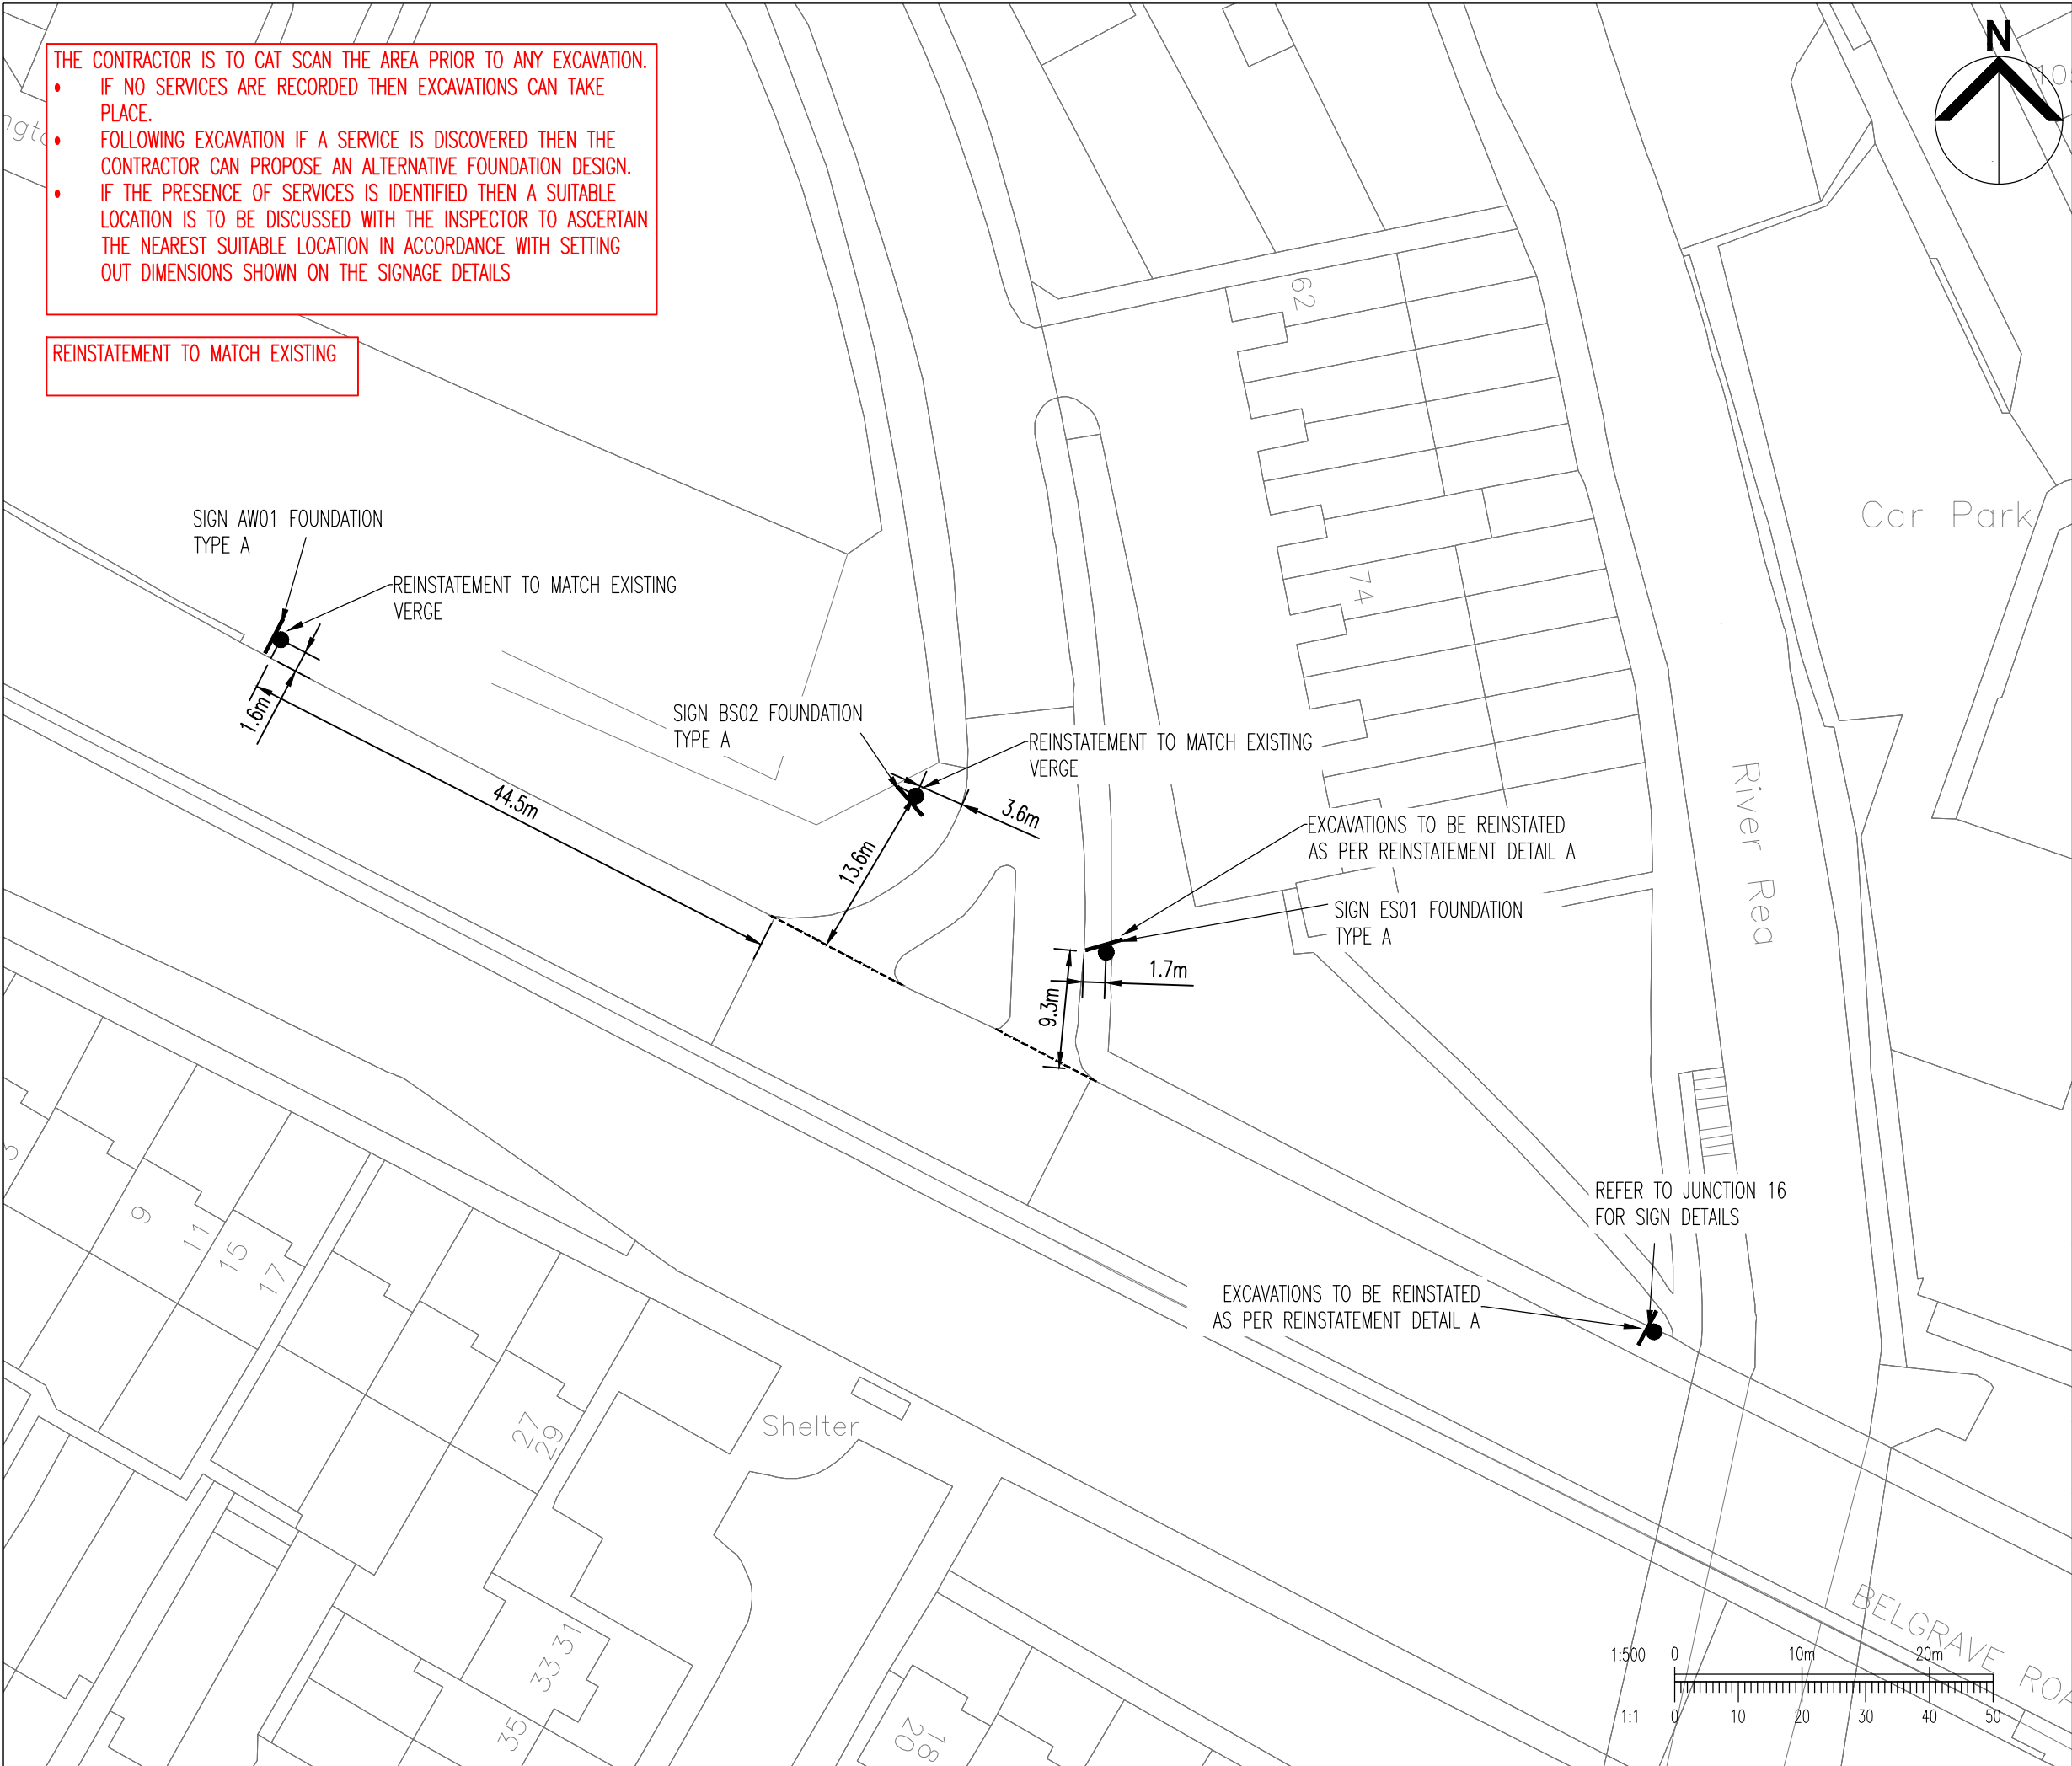 THE CONTRACTOR IS TO CAT SCAN THE AREA PRIOR TO ANY EXCAVATION.
• IF NO SERVICES ARE RECORDED THEN EXCAVATIONS CAN TAKE
PLACE.
• FOLLOWING EXCAVATION IF A SERVICE IS DISCOVERED THEN THE
CONTRACTOR CAN PROPOSE AN ALTERNATIVE FOUNDATION DESIGN.
• IF THE PRESENCE OF SERVICES IS IDENTIFIED THEN A SUITABLE
LOCATION IS TO BE DISCUSSED WITH THE INSPECTOR TO ASCERTAIN
THE NEAREST SUITABLE LOCATION IN ACCORDANCE WITH SETTING
OUT DIMENSIONS SHOWN ON THE SIGNAGE DETAILS
REINSTATEMENT TO MATCH EXISTING
N
62
Car Park
SIGN AW01 FOUNDATION
TYPE A
REINSTATEMENT TO MATCH EXISTING
VERGE
74
1.6m
44.5m
SIGN BS02 FOUNDATION
TYPE A
REINSTATEMENT TO MATCH EXISTING
VERGE
3.6m
13.6m
River Rea
EXCAVATIONS TO BE REINSTATED
AS PER REINSTATEMENT DETAIL A
SIGN ES01 FOUNDATION
TYPE A
1.7m
9.3m
REFER TO JUNCTION 16
FOR SIGN DETAILS
EXCAVATIONS TO BE REINSTATED
AS PER REINSTATEMENT DETAIL A
3
9
11
15
17
27
29
Shelter
33 31
35
20
18
BELGRAVE ROA
1:500 0 10m 20m
1:1 0 10 20 30 40 50